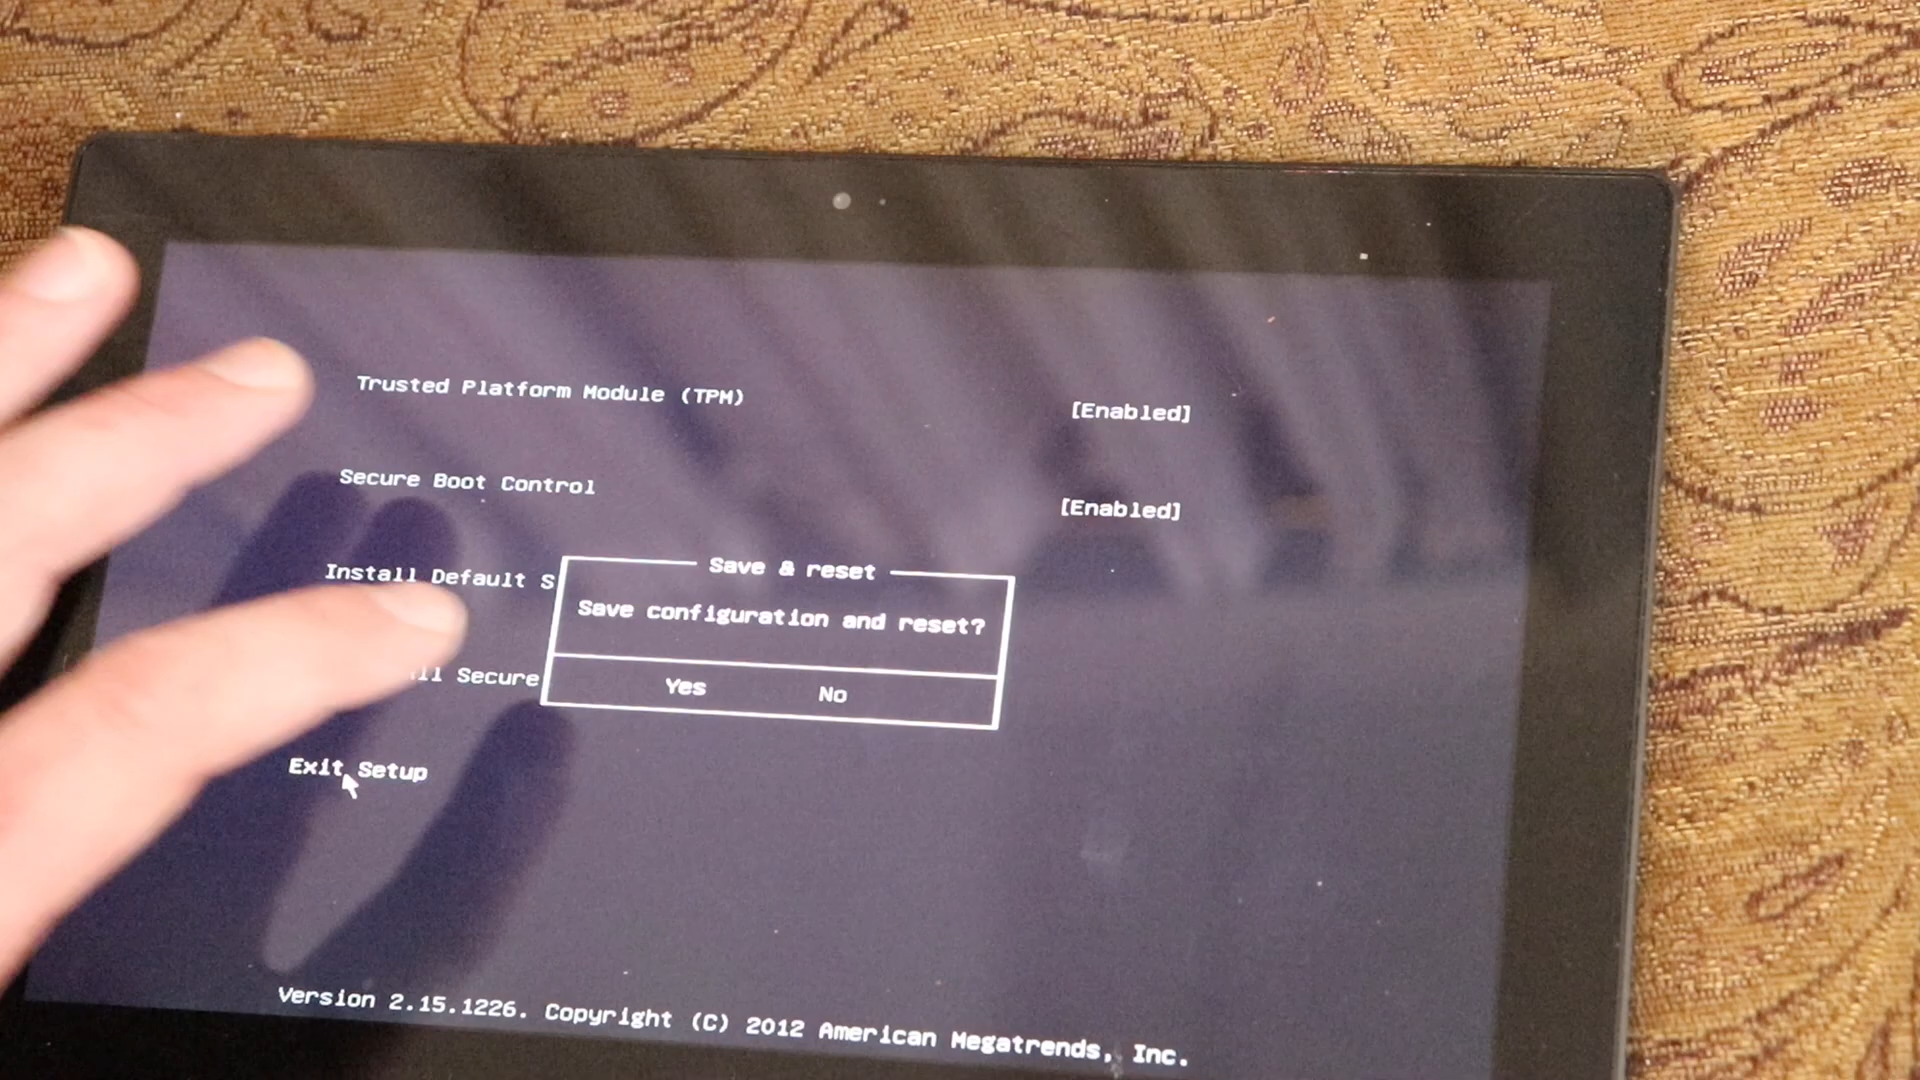 Trusted Platform Module (TPM) [Enabled]
Secure Boot Control [Enabled]
Install Default S
Save & reset
Save configuration and reset?
Secure
Yes No
Exit Setup
Version 2.15.1226. Copyright (C) 2012 American Megatrends, Inc.